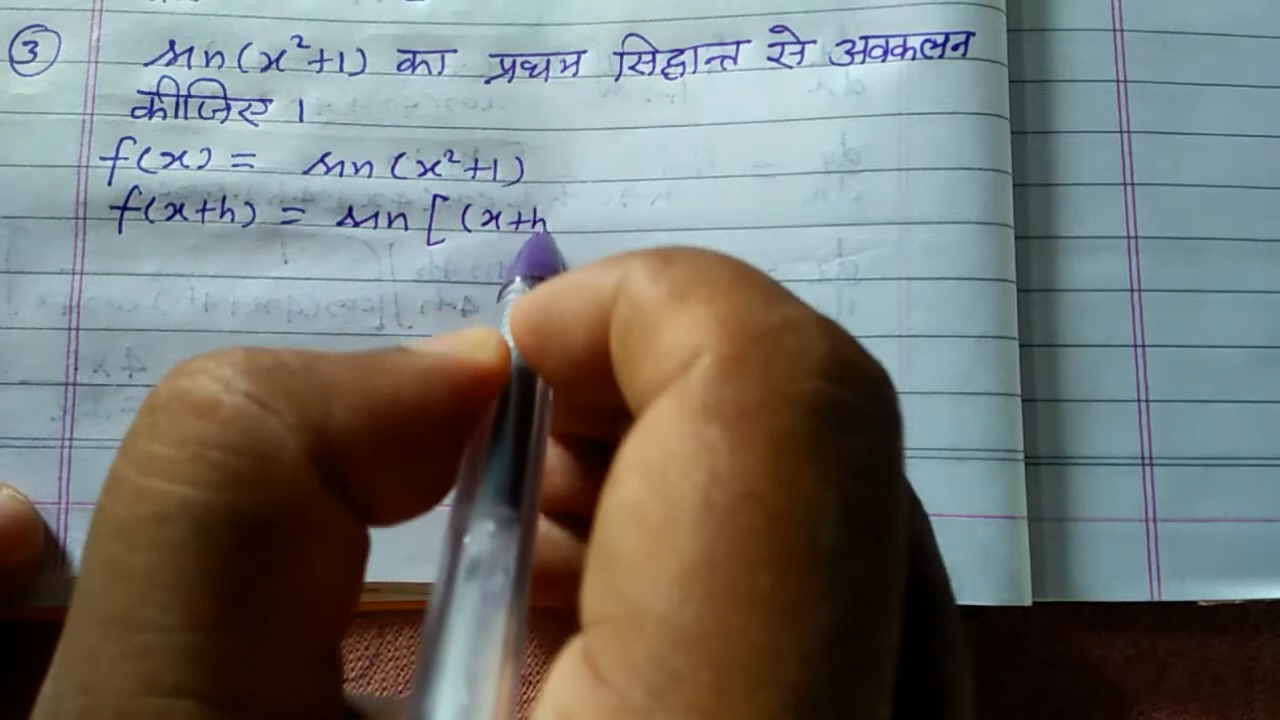 ③ sin(x²+1) का प्रथम सिद्धान्त से अवकलन
कीजिए ।
f(x) = sin(x²+1)
f(x+h) = sin [(x+h